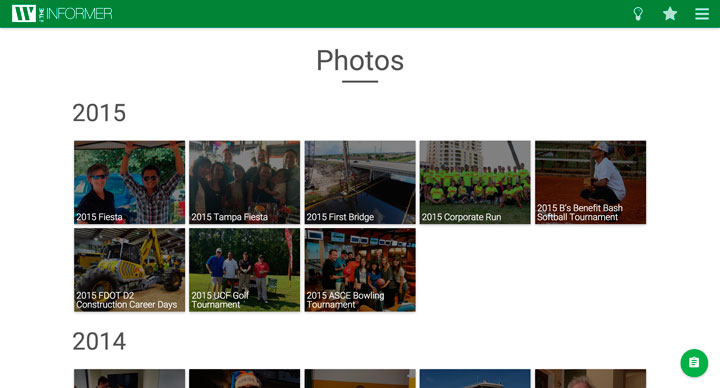 W THE INFORMER
Photos
2015
2015 Fiesta
2015 Tampa Fiesta
2015 First Bridge
2015 Corporate Run
2015 B's Benefit Bash
Softball Tournament
2015 FDOT D2
Construction Career Days
2015 UCF Golf
Tournament
2015 ASCE Bowling
Tournament
2014